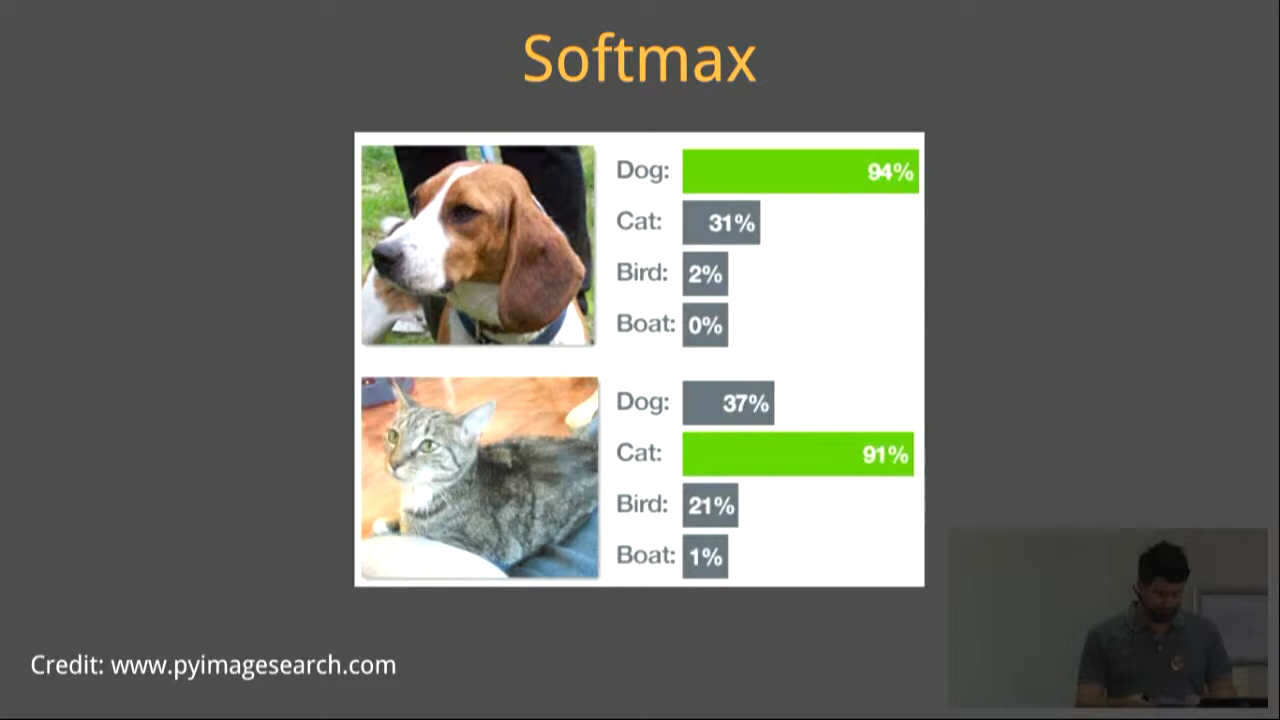 Softmax
Dog: 94%
Cat: 31%
Bird: 2%
Boat: 0%
Dog: 37%
Cat: 91%
Bird: 21%
Boat: 1%
Credit: www.pyimagesearch.com